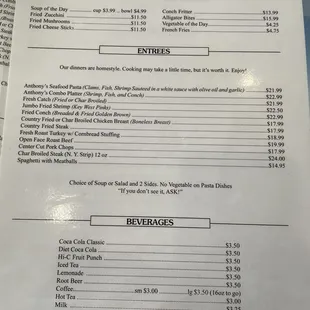 Soup of the Day ........ cup $3.99 .. bowl $4.99
Fried Zucchini $11.50
Fried Mushrooms $11.50
Fried Cheese Sticks $11.50
Conch Fritter $15.99
Alligator Bites $15.99
Vegetable of the Day $4.25
French Fries $4.75
ENTREES
Our dinners are homestyle. Cooking may take a little time, but it's worth it. Enjoy!
Anthony's Seafood Pasta (Clams, Fish, Shrimp Sauteed in a white sauce with olive oil and garlic) $21.99
Anthony's Combo Platter (Shrimp, Fish, and Conch) $22.99
Fresh Catch (Fried or Char Broiled) $21.99
Jumbo Fried Shrimp (Key West Pinks) $22.50
Fried Conch (Breaded & Fried Golden Brown) $22.99
Country Fried or Char Broiled Chicken Breast (Boneless Breast) $17.99
Country Fried Steak $17.99
Fresh Roast Turkey w/ Cornbread Stuffing $18.99
Open Face Roast Beef $19.99
Center Cut Pork Chops $17.99
Char Broiled Steak (N. Y. Strip) 12 oz $24.00
Spaghetti with Meatballs $14.95
Choice of Soup or Salad and 2 Sides. No Vegetable on Pasta Dishes
"If you don't see it, ASK!"
BEVERAGES
Coca Cola Classic $3.50
Diet Coca Cola $3.50
Hi-C Fruit Punch $3.50
Iced Tea $3.50
Lemonade $3.50
Root Beer $3.50
Coffee sm $3.00 lg $3.50 (16oz to go)
Hot Tea $3.00
Milk